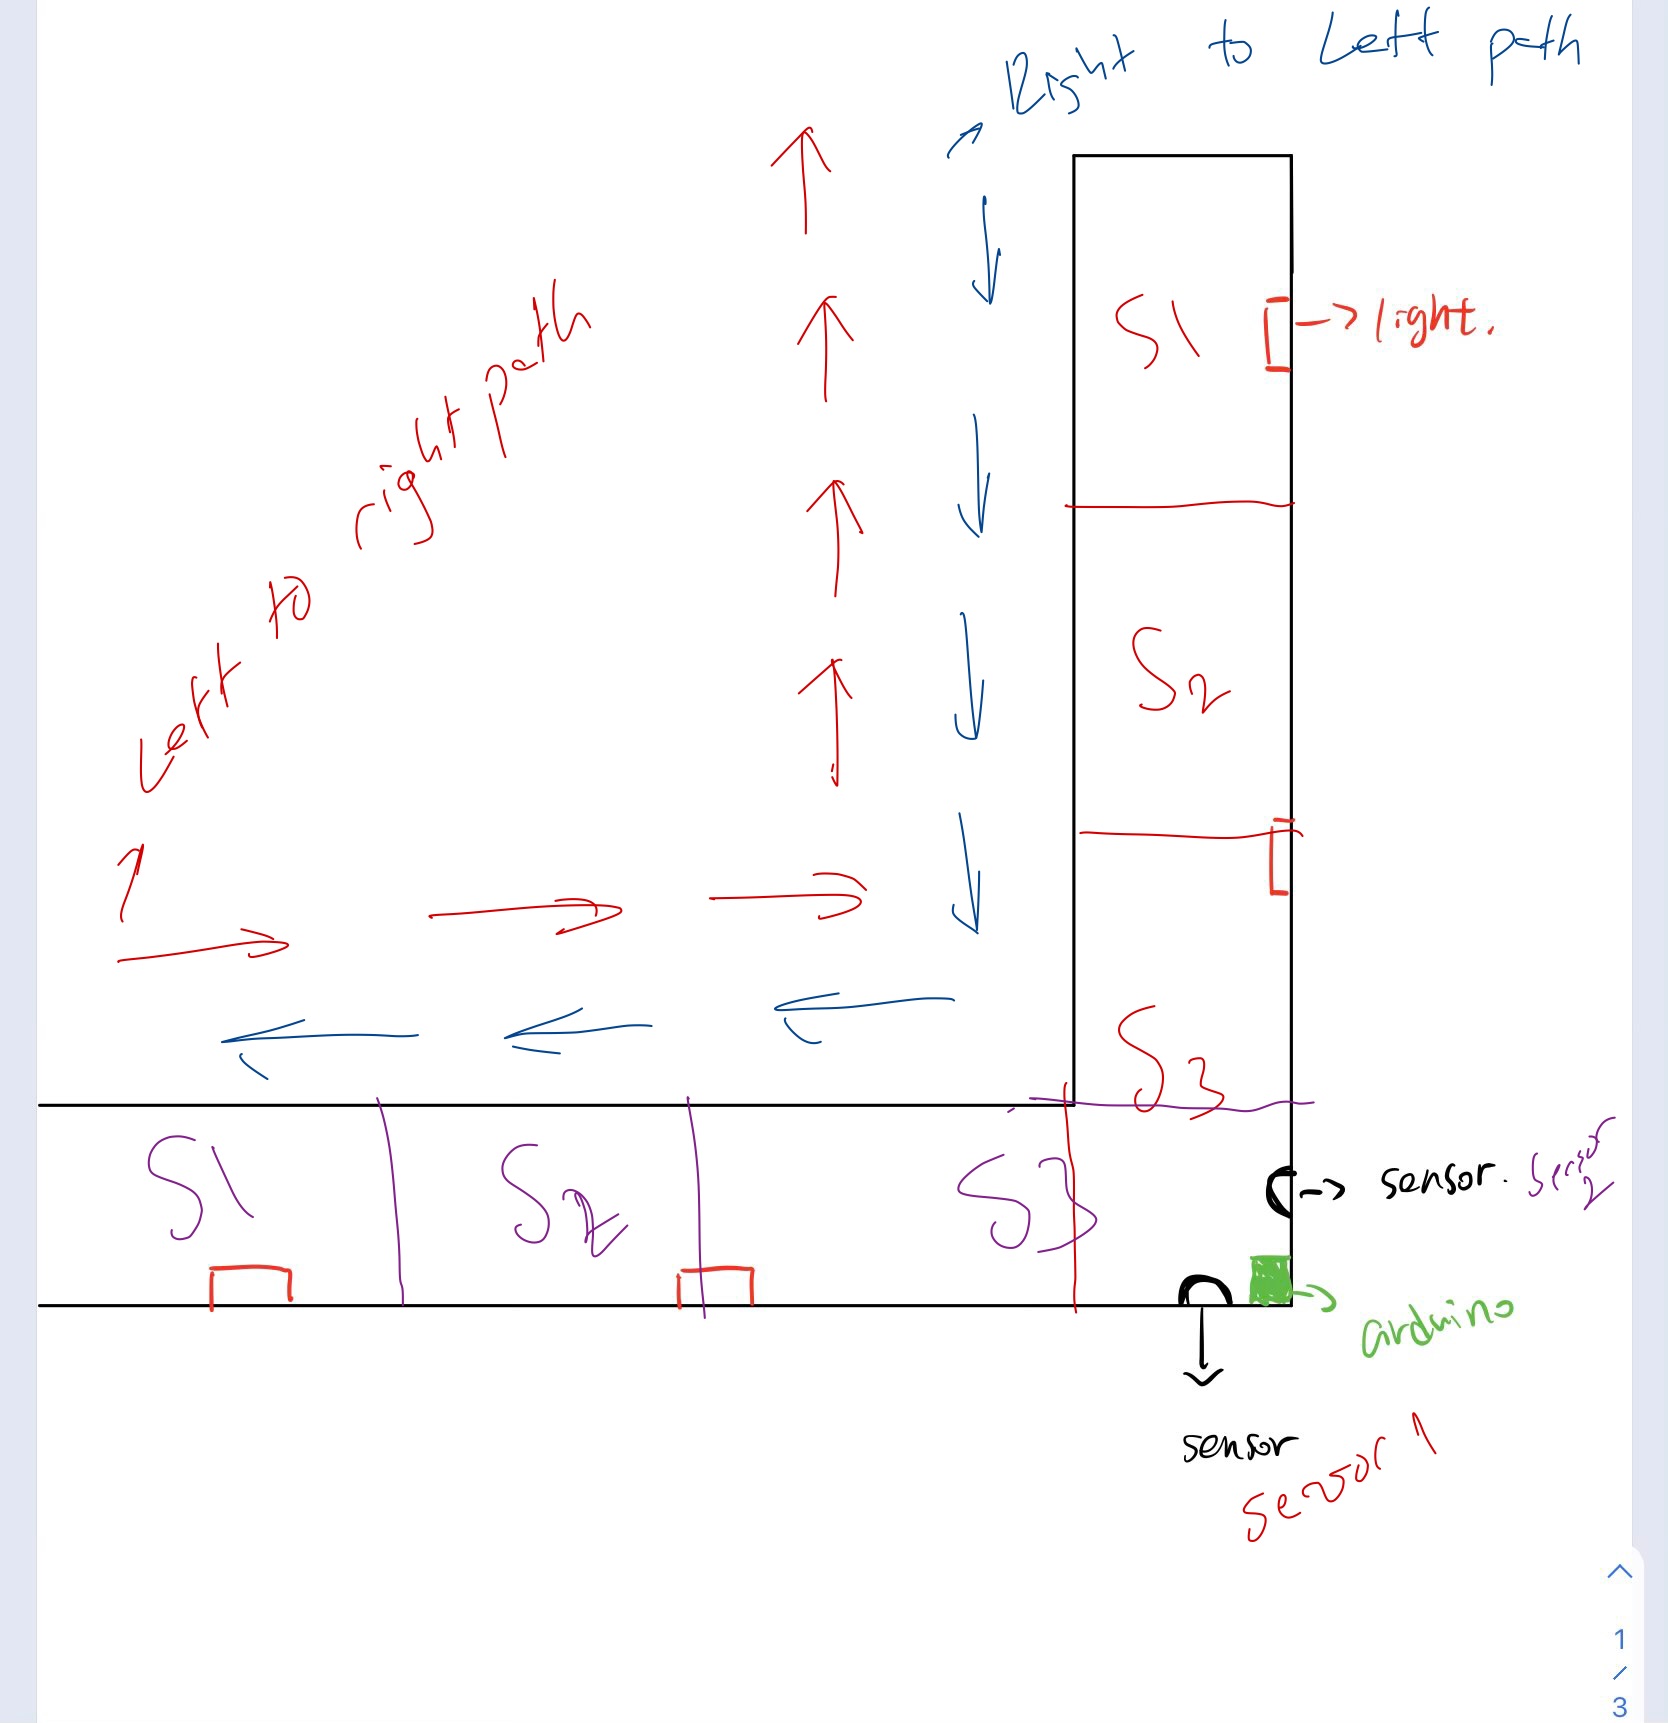 Right to Left path
Left to right path
S1
light.
S2
S3
S1
S2
S3
sensor. Sensor 2
arduino
sensor
sensor 1
1
/
3